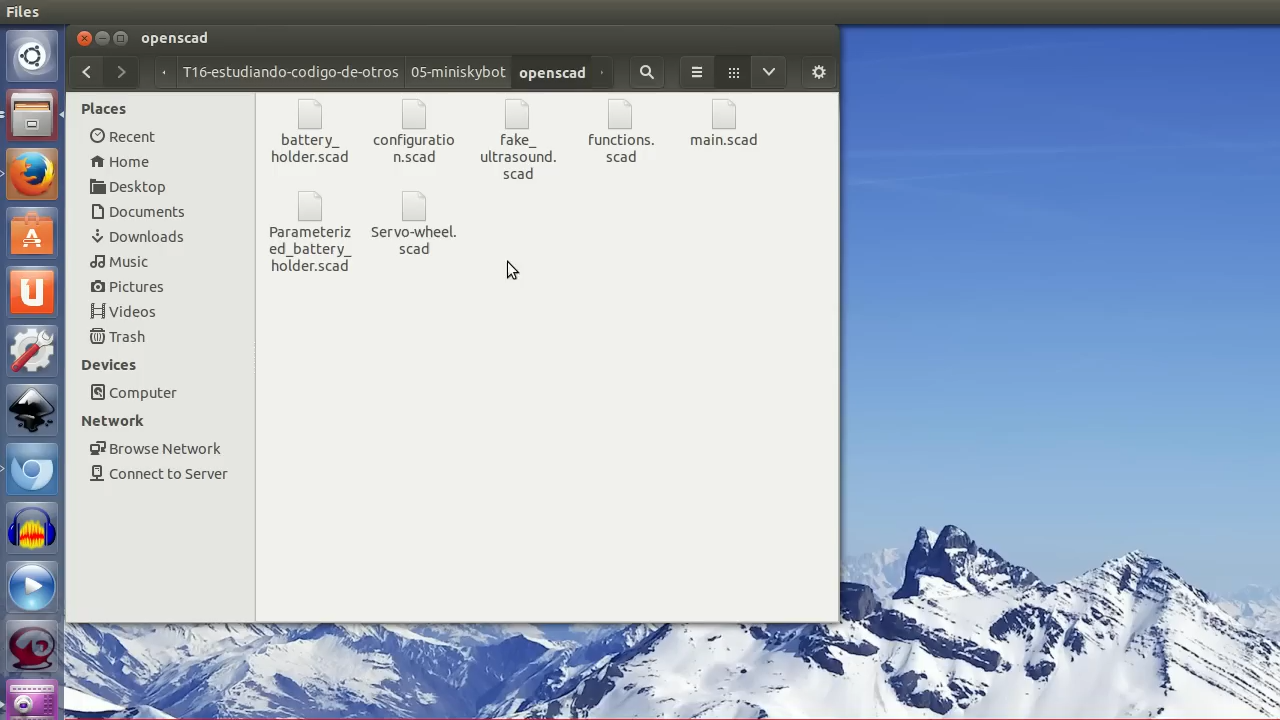 Files
openscad
T16-estudiando-codigo-de-otros
05-miniskybot
openscad
Places
Recent
Home
Desktop
Documents
Downloads
Music
Pictures
Videos
Trash
Devices
Computer
Network
Browse Network
Connect to Server
battery_
holder.scad
configuratio
n.scad
fake_
ultrasound.
scad
functions.
scad
main.scad
Parameteriz
ed_battery_
holder.scad
Servo-wheel.
scad